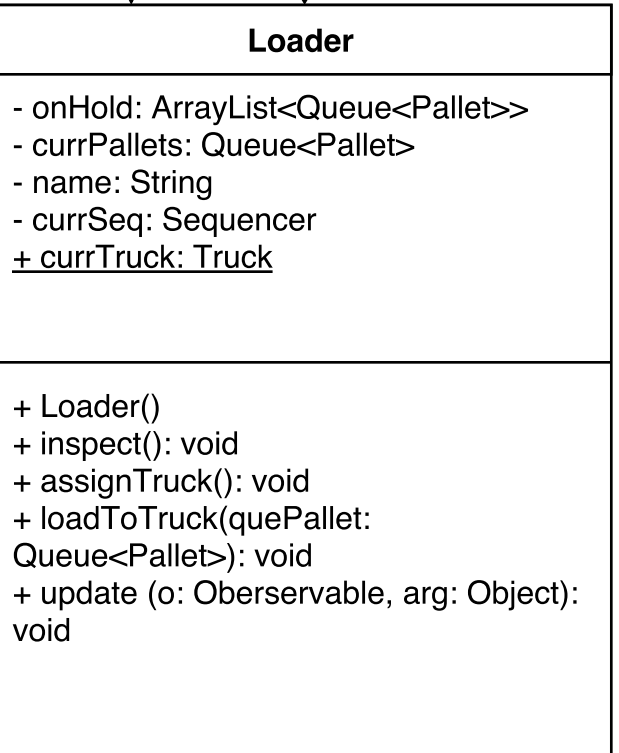 Loader
- onHold: ArrayList<Queue<Pallet>>
- currPallets: Queue<Pallet>
- name: String
- currSeq: Sequencer
+ currTruck: Truck
+ Loader()
+ inspect(): void
+ assignTruck(): void
+ loadToTruck(quePallet:
Queue<Pallet>): void
+ update (o: Oberservable, arg: Object):
void